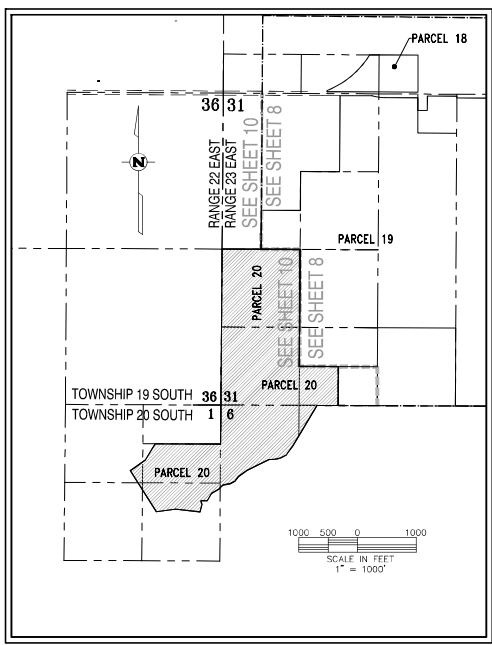 PARCEL 18
36 31
RANGE 22 EAST
RANGE 23 EAST
SEE SHEET 10
SEE SHEET 8
N
PARCEL 19
PARCEL 20
SEE SHEET 10
SEE SHEET 8
PARCEL 20
TOWNSHIP 19 SOUTH 36 31
TOWNSHIP 20 SOUTH 1 6
PARCEL 20
1000 500 0 1000
SCALE IN FEET
1" = 1000'